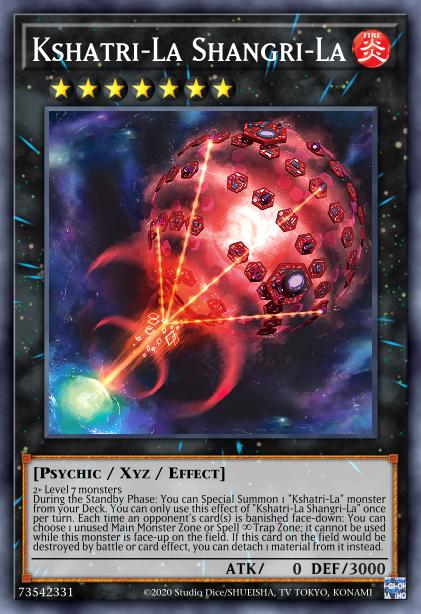 Kshatri-La Shangri-La
FIRE
炎
[Psychic / Xyz / Effect]
2+ Level 7 monsters
During the Standby Phase: You can Special Summon 1 "Kshatri-La" monster
from your Deck. You can only use this effect of "Kshatri-La Shangri-La" once
per turn. Each time an opponent's card(s) is banished face-down: You can
choose 1 unused Main Monster Zone or Spell ∞ Trap Zone; it cannot be used
while this monster is face-up on the field. If this card on the field would be
destroyed by battle or card effect, you can detach 1 material from it instead
ATK/ 0 DEF/3000
73542331 ©2020 Studio Dice/SHUEISHA, TV TOKYO, KONAMI